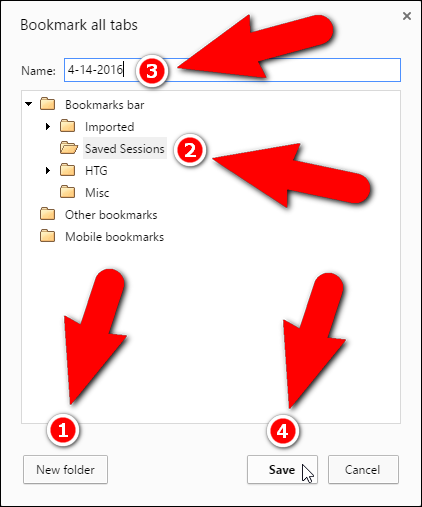 Bookmark all tabs
Name: 4-14-2016 3
Bookmarks bar
Imported
Saved Sessions 2
HTG
Misc
Other bookmarks
Mobile bookmarks
1 4
New folder Save Cancel